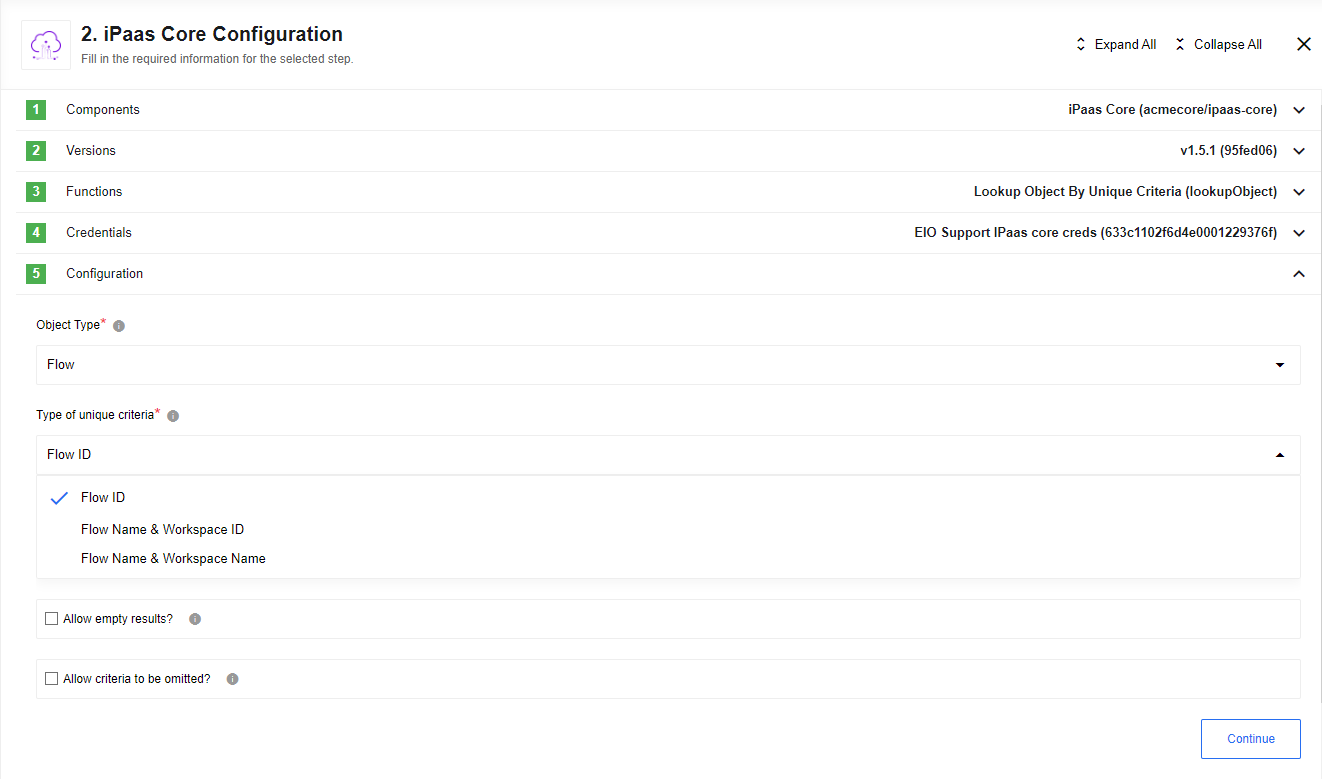 2. iPaas Core Configuration
Fill in the required information for the selected step.
Expand All
Collapse All
1 Components iPaas Core (acmecore/ipaas-core)
2 Versions v1.5.1 (95fed06)
3 Functions Lookup Object By Unique Criteria (lookupObject)
4 Credentials EIO Support IPaas core creds (633c1102f6d4e0001229376f)
5 Configuration
Object Type*
Flow
Type of unique criteria*
Flow ID
Flow ID
Flow Name & Workspace ID
Flow Name & Workspace Name
Allow empty results?
Allow criteria to be omitted?
Continue